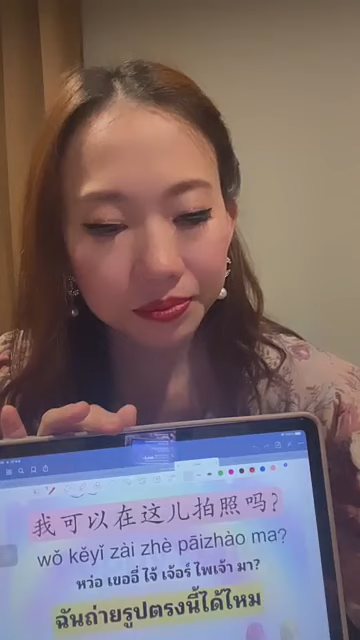 我可以在这儿拍照吗?
wǒ kěyǐ zài zhè pāizhào ma?
หว่อ เขออี่ ไจ้ เจ้อร์ ไพเจ้า มา?
ฉันถ่ายรูปตรงนี้ได้ไหม